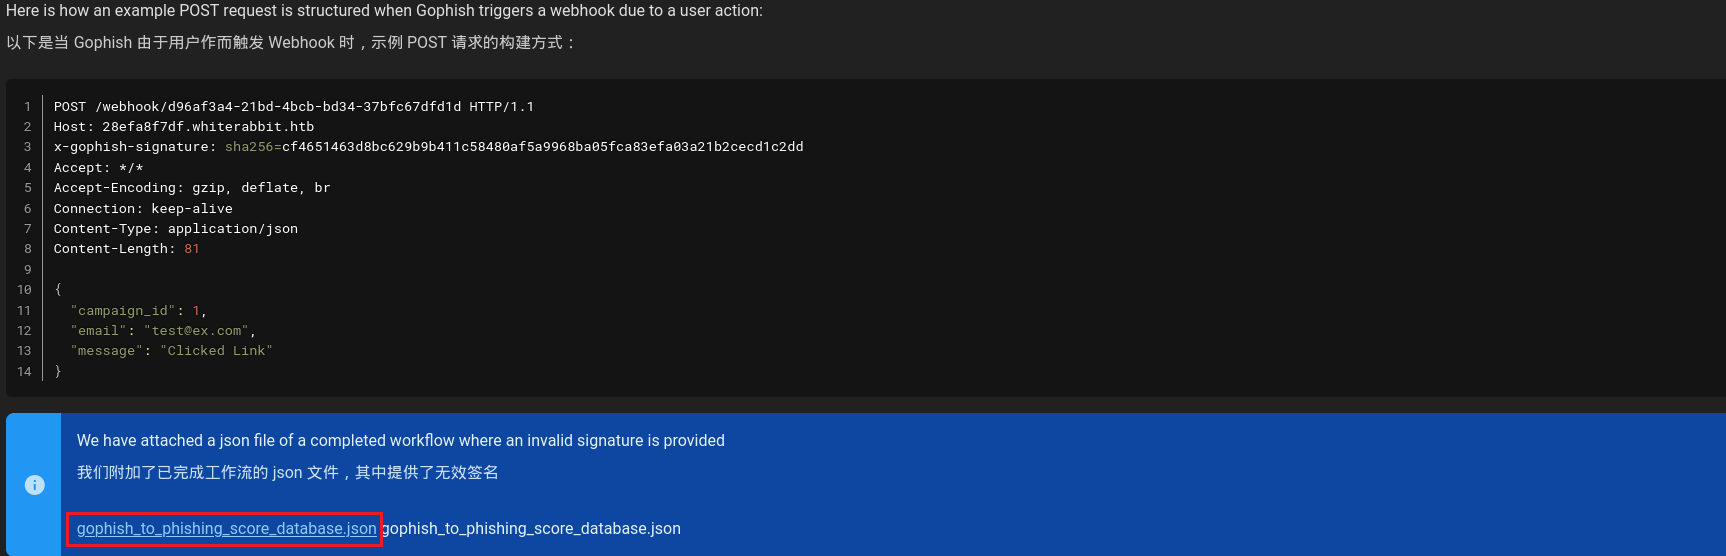 Here is how an example POST request is structured when Gophish triggers a webhook due to a user action:
以下是当 Gophish 由于用户作而触发 Webhook 时，示例 POST 请求的构建方式：
1 POST /webhook/d96af3a4-21bd-4bcb-bd34-37bfc67dfd1d HTTP/1.1
2 Host: 28efa8f7df.whiterabbit.htb
3 x-gophish-signature: sha256=cf4651463d8bc629b9b411c58480af5a9968ba05fca83efa03a21b2cecd1c2dd
4 Accept: */*
5 Accept-Encoding: gzip, deflate, br
6 Connection: keep-alive
7 Content-Type: application/json
8 Content-Length: 81
9
10 {
11 "campaign_id": 1,
12 "email": "test@ex.com",
13 "message": "Clicked Link"
14 }
We have attached a json file of a completed workflow where an invalid signature is provided
我们附加了已完成工作流的 json 文件，其中提供了无效签名
gophish_to_phishing_score_database.json gophish_to_phishing_score_database.json